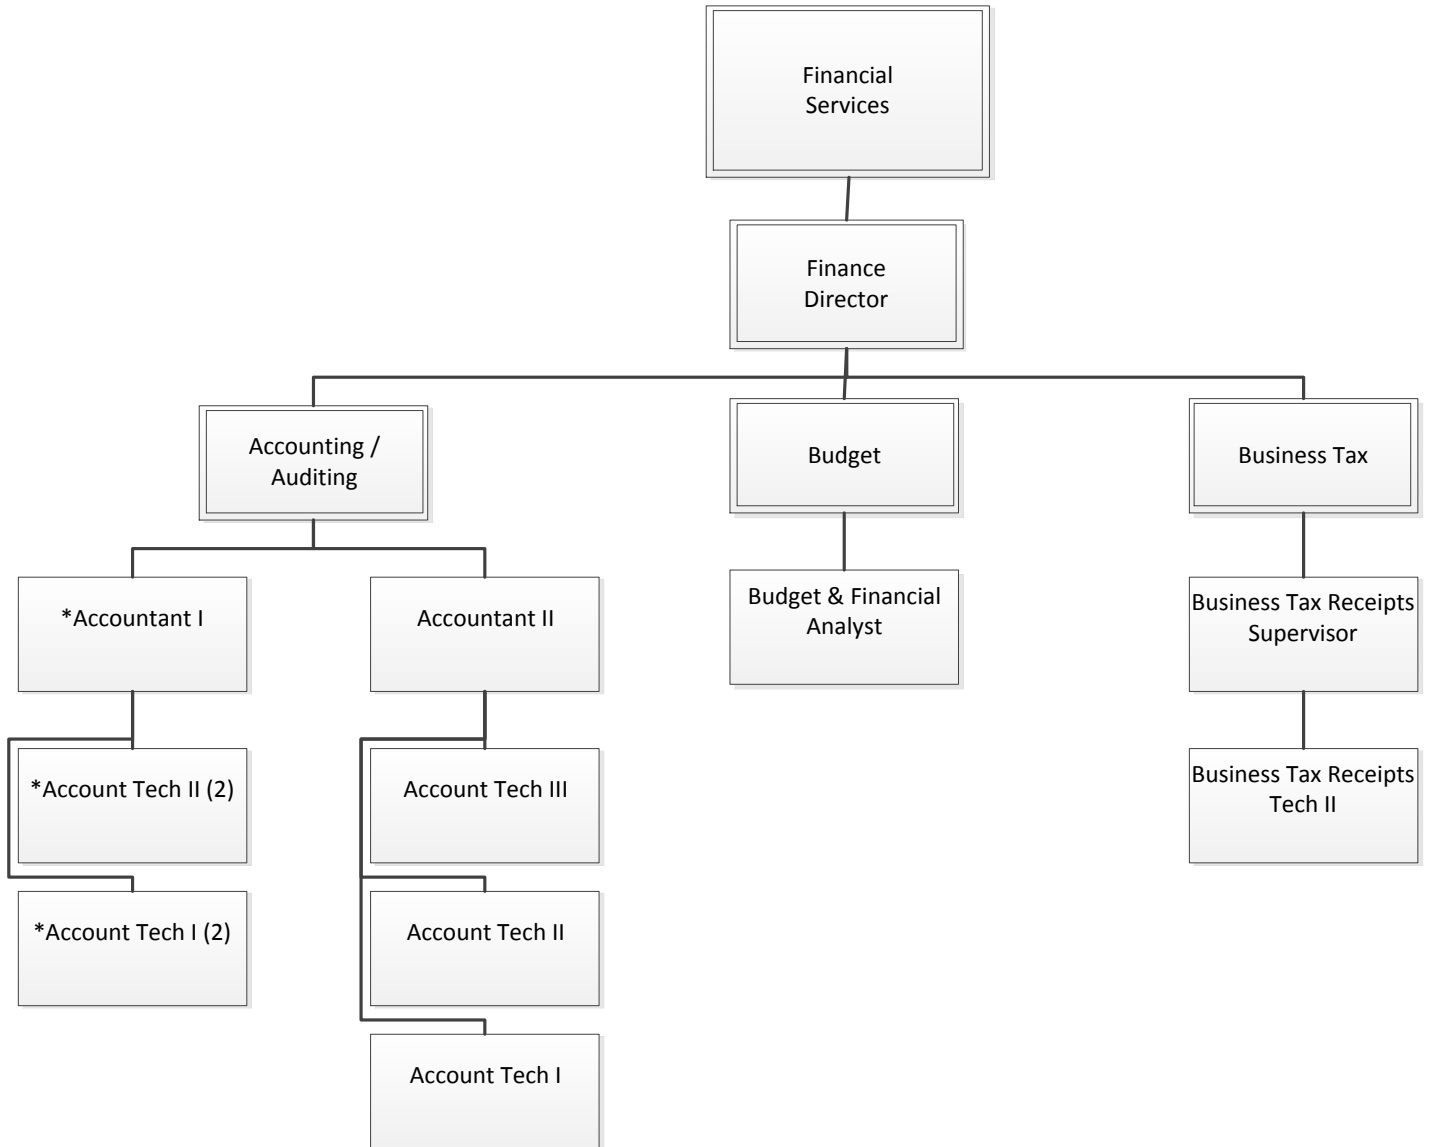 Financial
Services
Finance
Director
Accounting /
Auditing
Budget
Business Tax
*Accountant I
Accountant II
Budget & Financial
Analyst
Business Tax Receipts
Supervisor
*Account Tech II (2)
Account Tech III
Business Tax Receipts
Tech II
*Account Tech I (2)
Account Tech II
Account Tech I